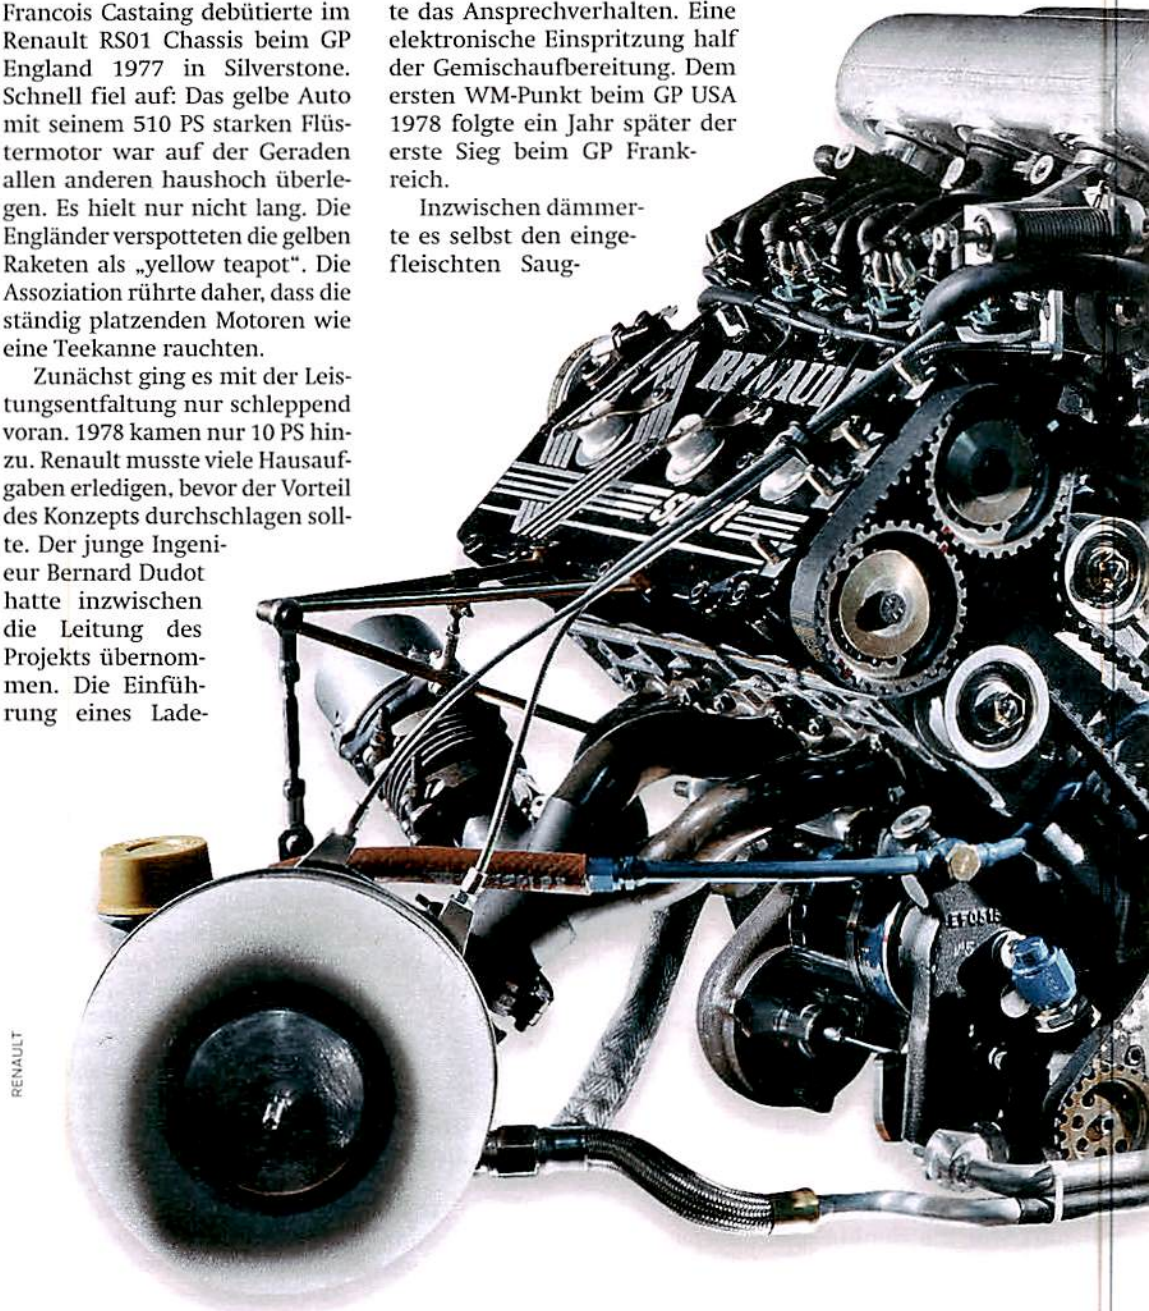 Francois Castaing debütierte im
Renault RS01 Chassis beim GP
England 1977 in Silverstone.
Schnell fiel auf: Das gelbe Auto
mit seinem 510 PS starken Flüs-
termotor war auf der Geraden
allen anderen haushoch überle-
gen. Es hielt nur nicht lang. Die
Engländer verspotteten die gelben
Raketen als „yellow teapot“. Die
Assoziation rührte daher, dass die
ständig platzenden Motoren wie
eine Teekanne rauchten.
Zunächst ging es mit der Leis-
tungsentfaltung nur schleppend
voran. 1978 kamen nur 10 PS hin-
zu. Renault musste viele Hausauf-
gaben erledigen, bevor der Vorteil
des Konzepts durchschlagen soll-
te. Der junge Ingeni-
eur Bernard Dudot
hatte inzwischen
die Leitung des
Projekts übernom-
men. Die Einfüh-
rung eines Lade-
te das Ansprechverhalten. Eine
elektronische Einspritzung half
der Gemischaufbereitung. Dem
ersten WM-Punkt beim GP USA
1978 folgte ein Jahr später der
erste Sieg beim GP Frank-
reich.
Inzwischen dämmer-
te es selbst den einge-
fleischten Saug-
RENAULT
RENAULT